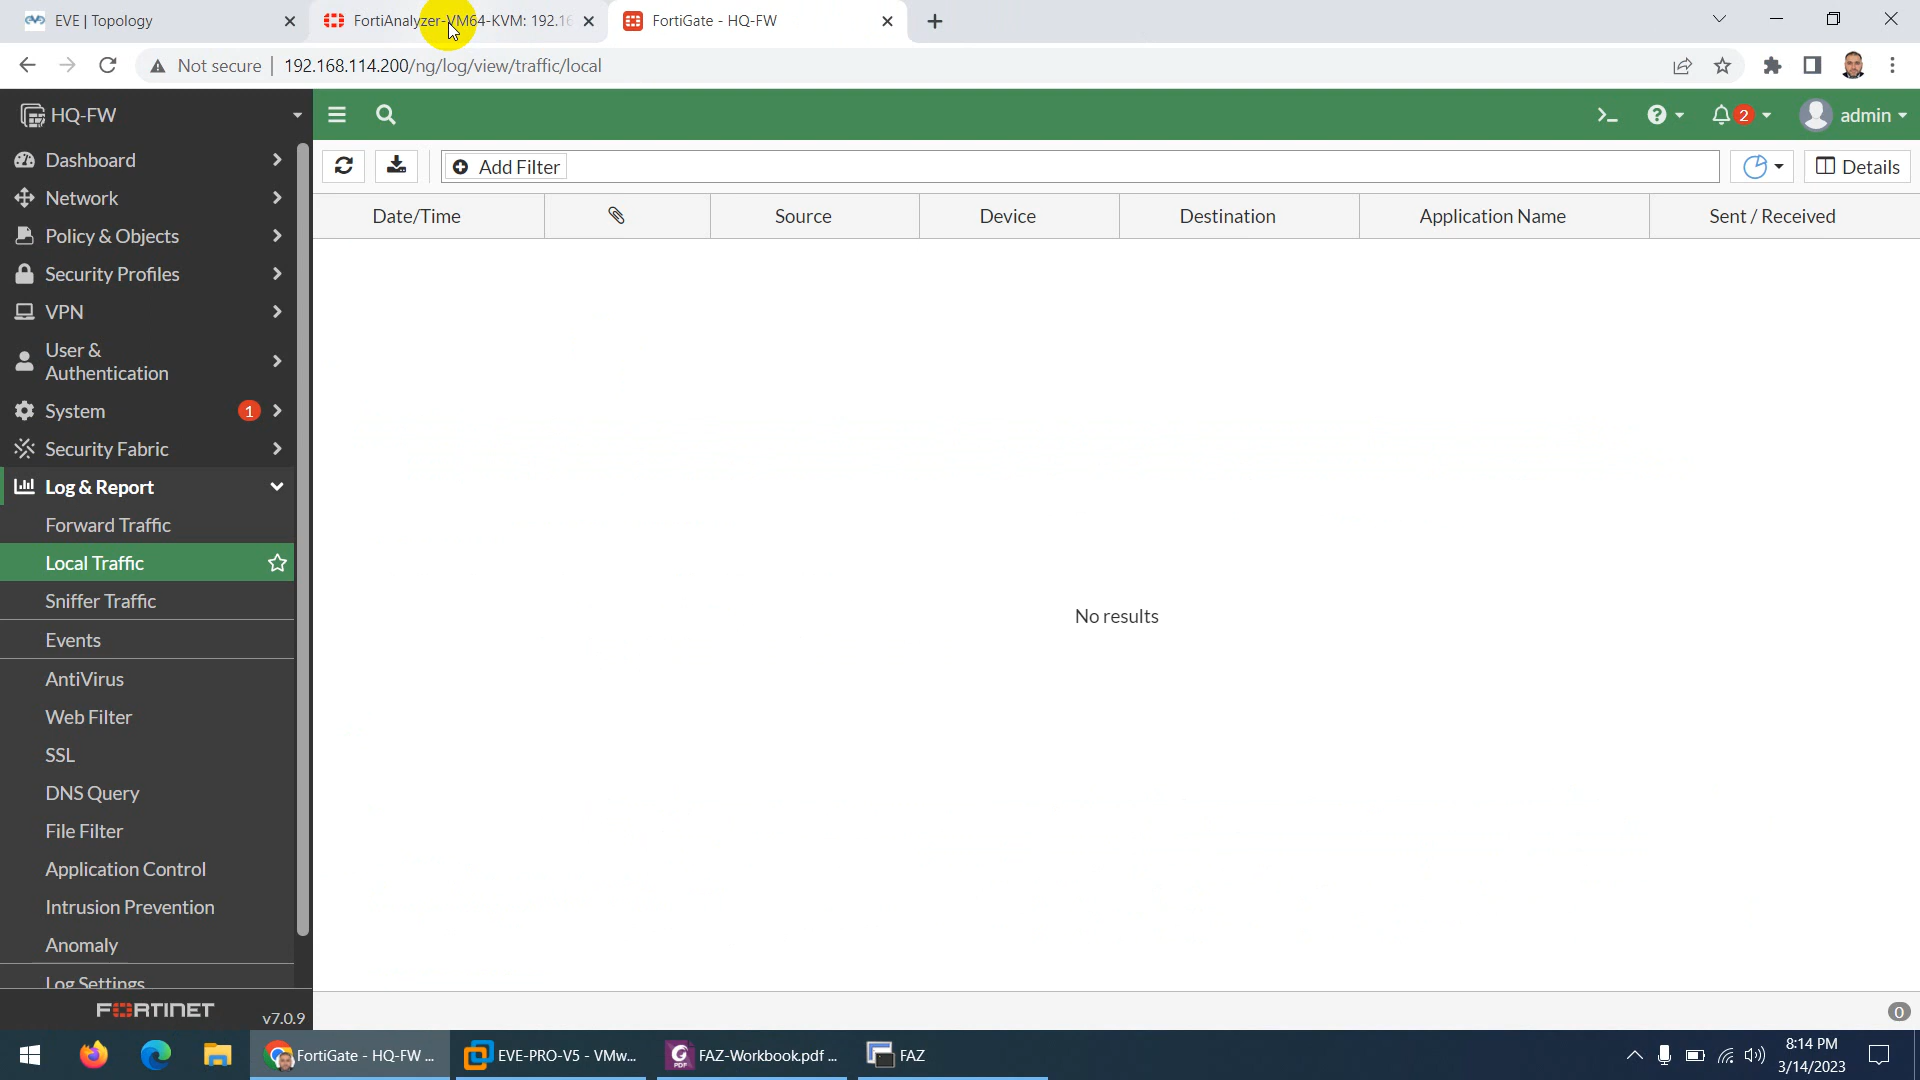 EVE | Topology
FortiAnalyzer-VM64-KVM: 192.16
FortiGate - HQ-FW
Not secure
192.168.114.200/ng/log/view/traffic/local
HQ-FW
2
admin
Dashboard
Network
Policy & Objects
Security Profiles
VPN
User &
Authentication
System
1
Security Fabric
Log & Report
Forward Traffic
Local Traffic
Sniffer Traffic
Events
AntiVirus
Web Filter
SSL
DNS Query
File Filter
Application Control
Intrusion Prevention
Anomaly
Log Settings
FORTINET
v7.0.9
Add Filter
Details
Date/Time
Source
Device
Destination
Application Name
Sent / Received
No results
0
FortiGate - HQ-FW ...
EVE-PRO-V5 - VMw...
PDF
FAZ-Workbook.pdf ...
FAZ
8:14 PM
3/14/2023